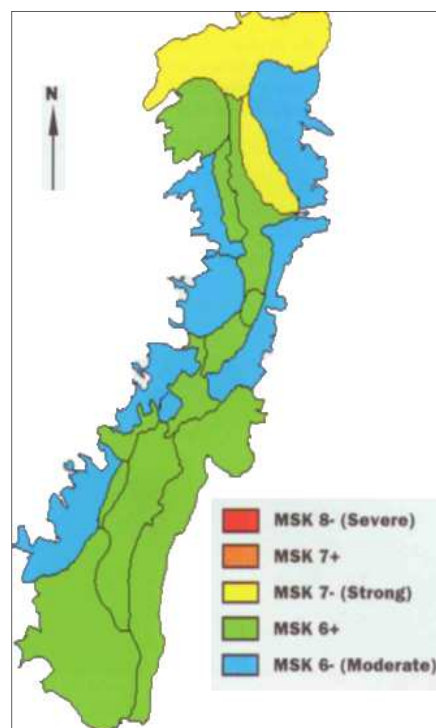 N
MSK 8- (Severe)
MSK 7+
MSK 7- (Strong)
MSK 6+
MSK 6- (Moderate)